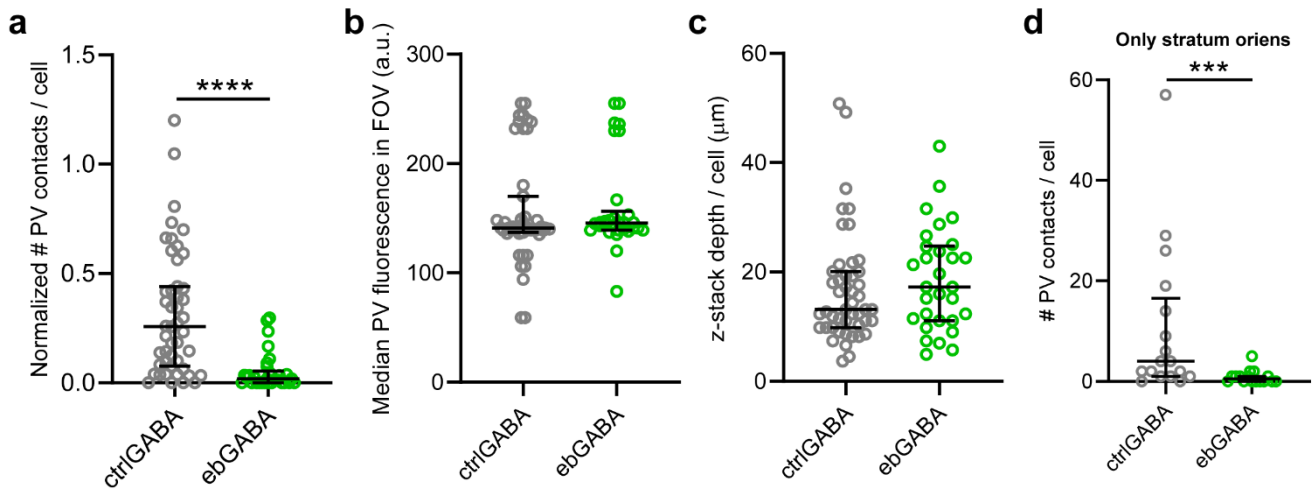 a
Normalized # PV contacts / cell
1.5
1.0
0.5
0.0
****
ctrlGABA
ebGABA
b
Median PV fluorescence in FOV (a.u.)
300
200
100
0
ctrlGABA
ebGABA
c
z-stack depth / cell (μm)
60
40
20
0
ctrlGABA
ebGABA
d
Only stratum oriens
# PV contacts / cell
60
40
20
0
***
ctrlGABA
ebGABA